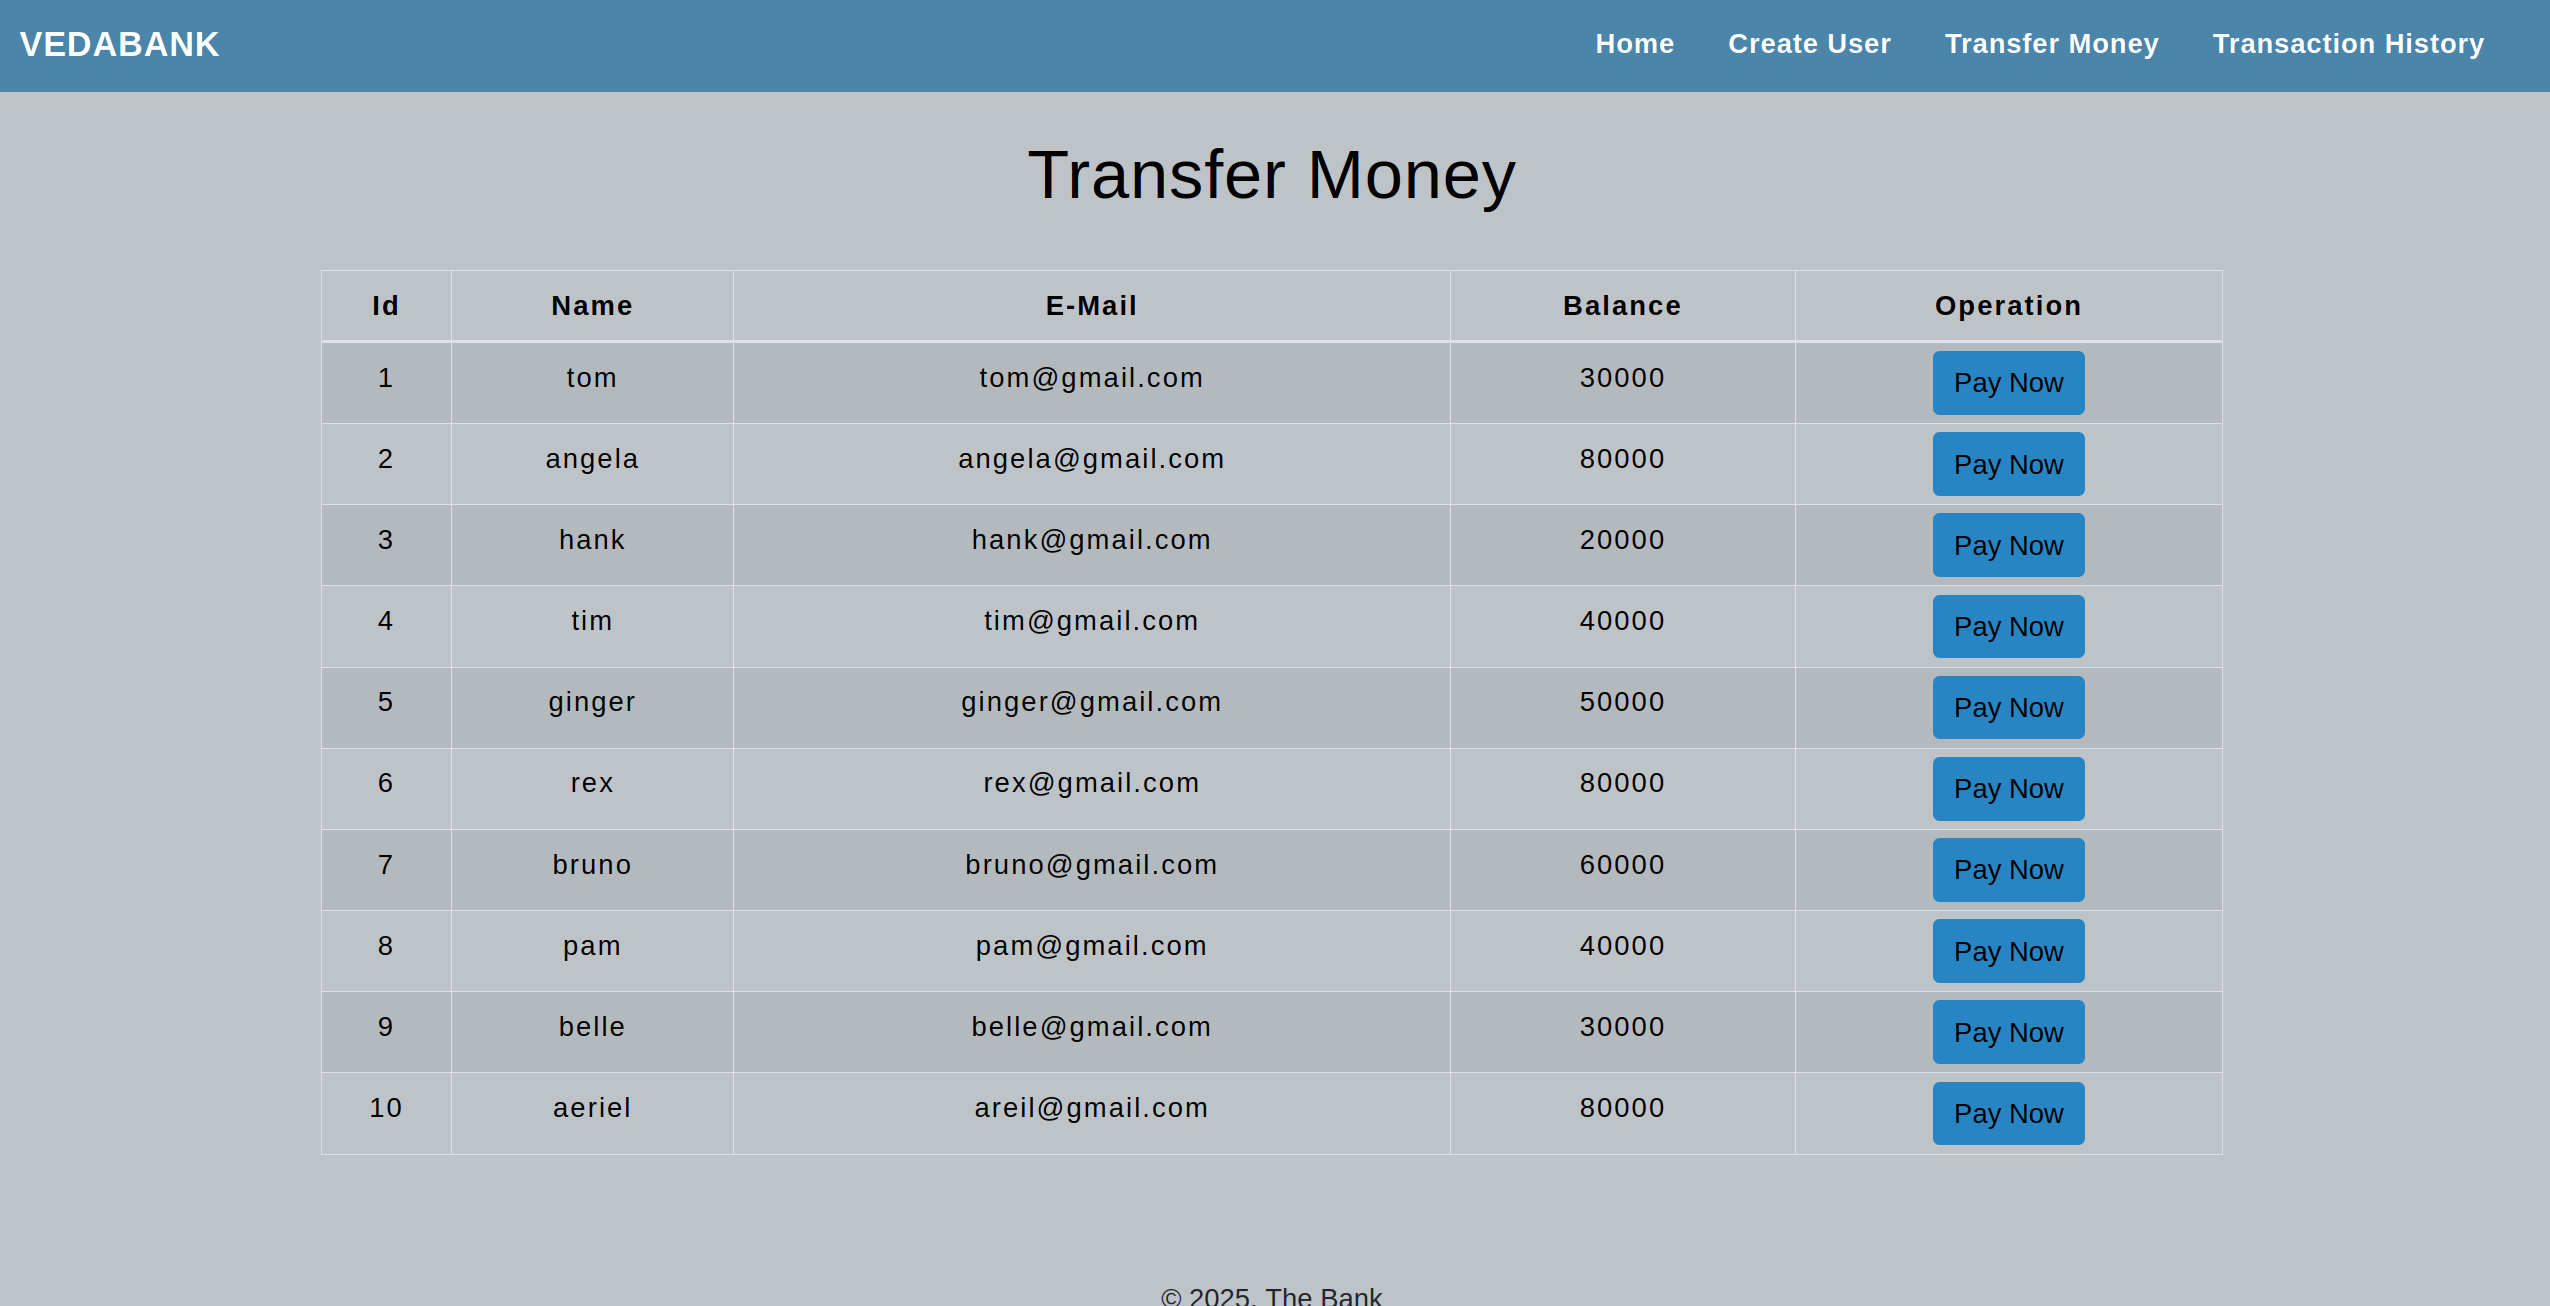 VEDABANK Home Create User Transfer Money Transaction History
Transfer Money
Id Name E-Mail Balance Operation
1 tom tom@gmail.com 30000 Pay Now
2 angela angela@gmail.com 80000 Pay Now
3 hank hank@gmail.com 20000 Pay Now
4 tim tim@gmail.com 40000 Pay Now
5 ginger ginger@gmail.com 50000 Pay Now
6 rex rex@gmail.com 80000 Pay Now
7 bruno bruno@gmail.com 60000 Pay Now
8 pam pam@gmail.com 40000 Pay Now
9 belle belle@gmail.com 30000 Pay Now
10 aeriel areil@gmail.com 80000 Pay Now
© 2025. The Bank